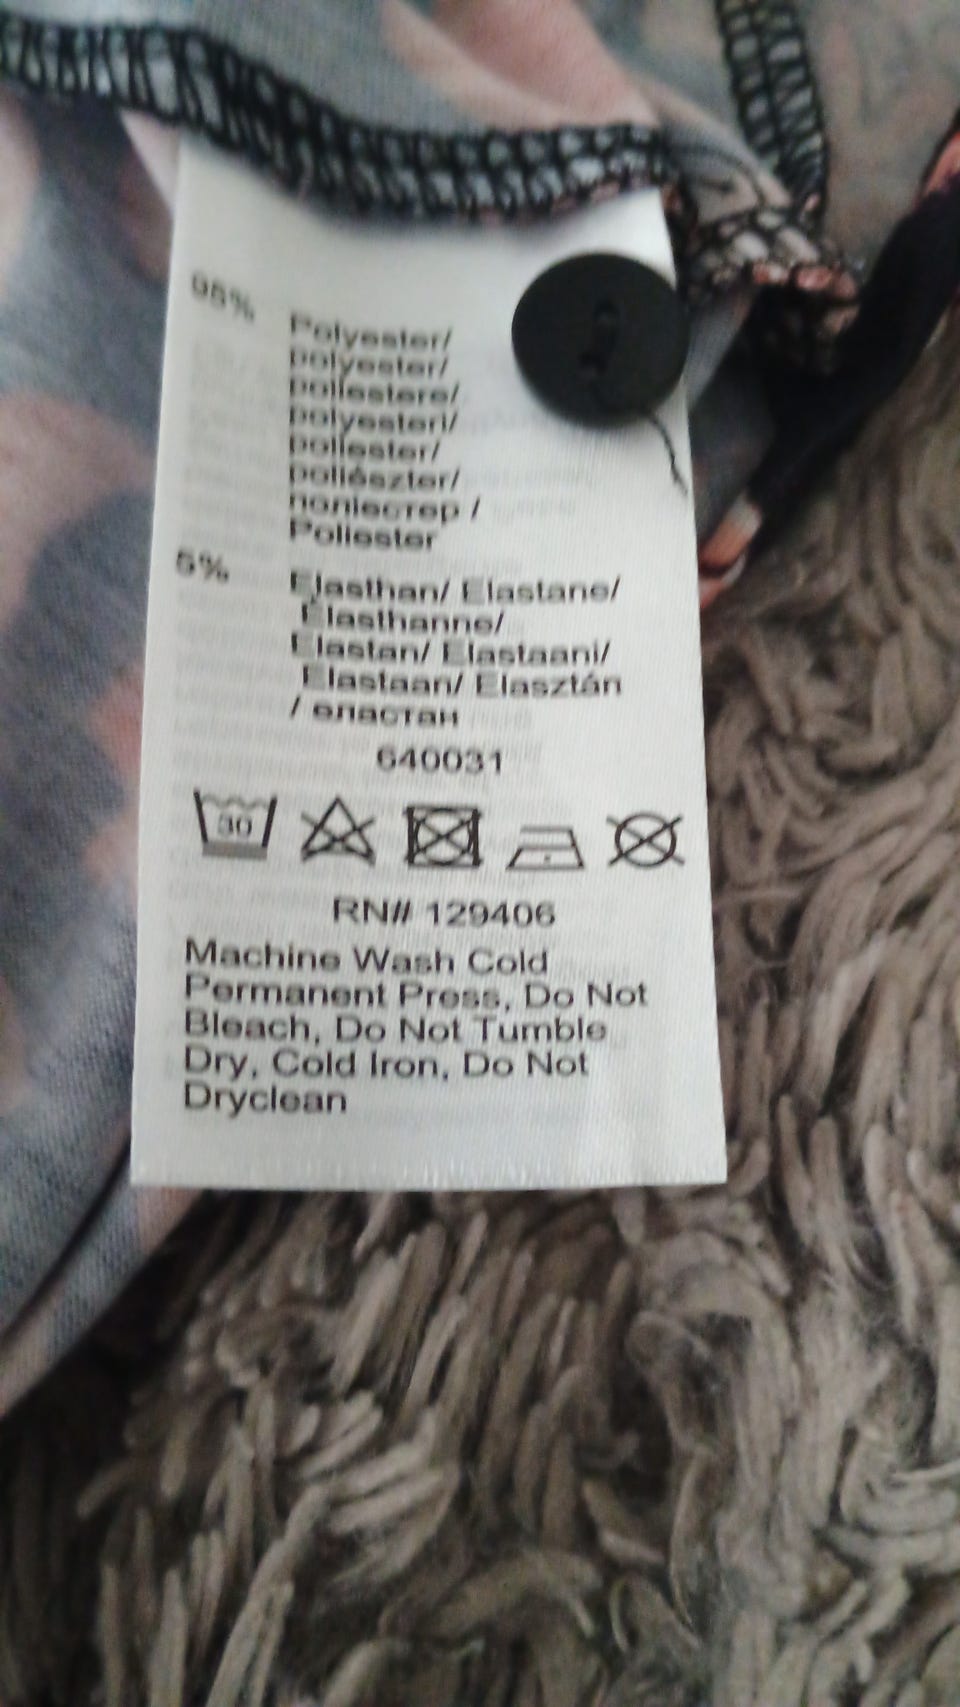 95% Polyester/
polyester/
poliestere/
polyesteri/
poliester/
poliészter/
полиестер /
Poliester
5% Elasthan/ Elastane/
Élasthanne/
Elastan/ Elastaani/
Elastaan/ Elasztán
/ еластан
640031
30
RN# 129406
Machine Wash Cold
Permanent Press, Do Not
Bleach, Do Not Tumble
Dry, Cold Iron, Do Not
Dryclean